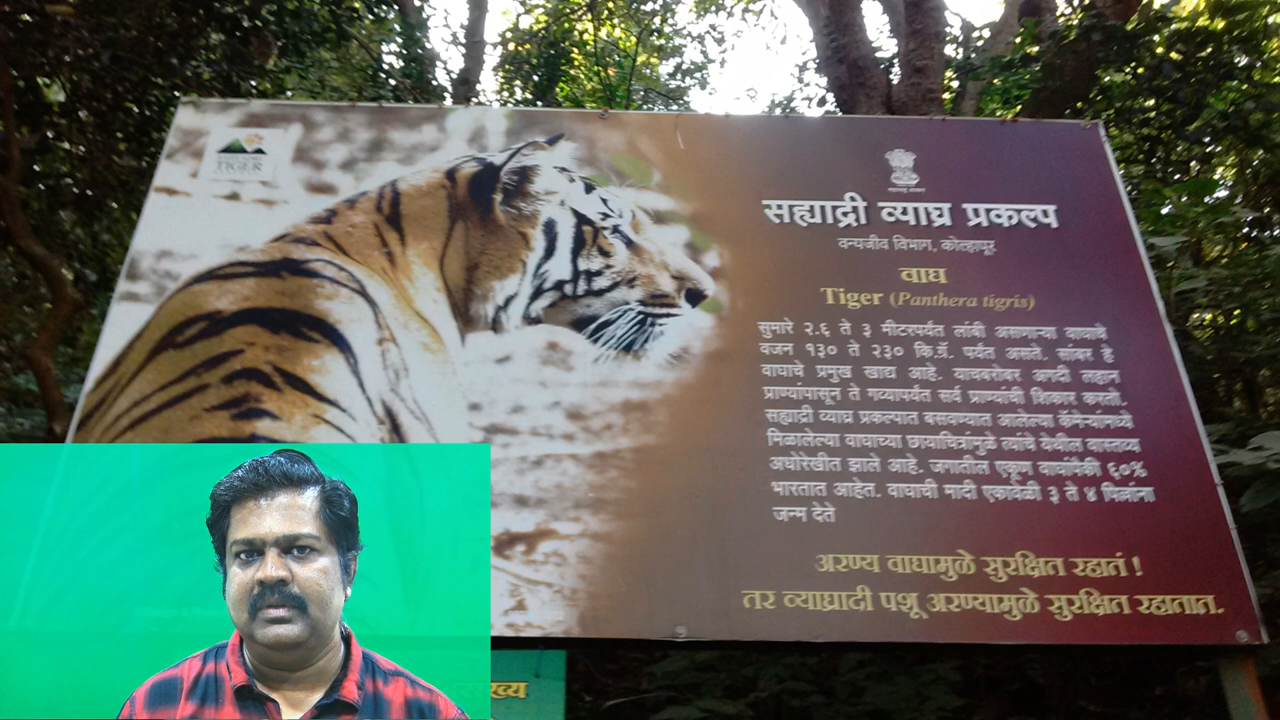 TIGER
सह्याद्री व्याघ्र प्रकल्प
वन्यजीव विभाग, कोल्हापूर
वाघ
Tiger (Panthera tigris)
सुमारे २.६ ते ३ मीटरपर्यंत लांबी असणाऱ्या वाघाचे
वजन १३० ते २३० कि.ग्रॅ. पर्यंत असते. सांबर हे
वाघाचे प्रमुख खाद्य आहे. याचबरोबर अगदी लहान
प्राण्यांपासून ते गव्यापर्यंत सर्व प्राण्यांची शिकार करतो.
सह्याद्री व्याघ्र प्रकल्पात बसवण्यात आलेल्या कॅमेऱ्यांमध्ये
मिळालेल्या वाघाच्या छायाचित्रामुळे त्यांचे येथील वास्तव्य
अधोरेखीत झाले आहे. जगातील एकूण वाघांपैकी ६०%
भारतात आहेत. वाघाची मादी एकावेळी ३ ते ४ पिल्लांना
जन्म देते
अरण्य वाघामुळे सुरक्षित रहातं !
तर व्याघ्रादी पशू अरण्यामुळे सुरक्षित रहातात.